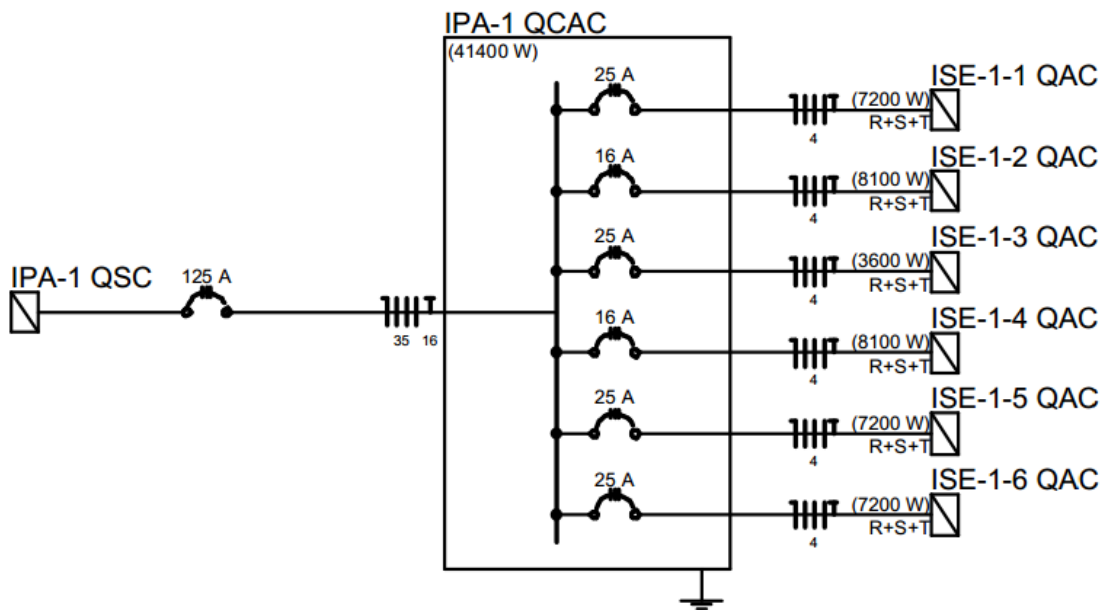 IPA-1 QCAC
(41400 W)
25 A
ISE-1-1 QAC
(7200 W)
R+S+T
4
16 A
ISE-1-2 QAC
(8100 W)
R+S+T
4
25 A
ISE-1-3 QAC
(3600 W)
R+S+T
4
IPA-1 QSC
125 A
35 16
16 A
ISE-1-4 QAC
(8100 W)
R+S+T
4
25 A
ISE-1-5 QAC
(7200 W)
R+S+T
4
25 A
ISE-1-6 QAC
(7200 W)
R+S+T
4